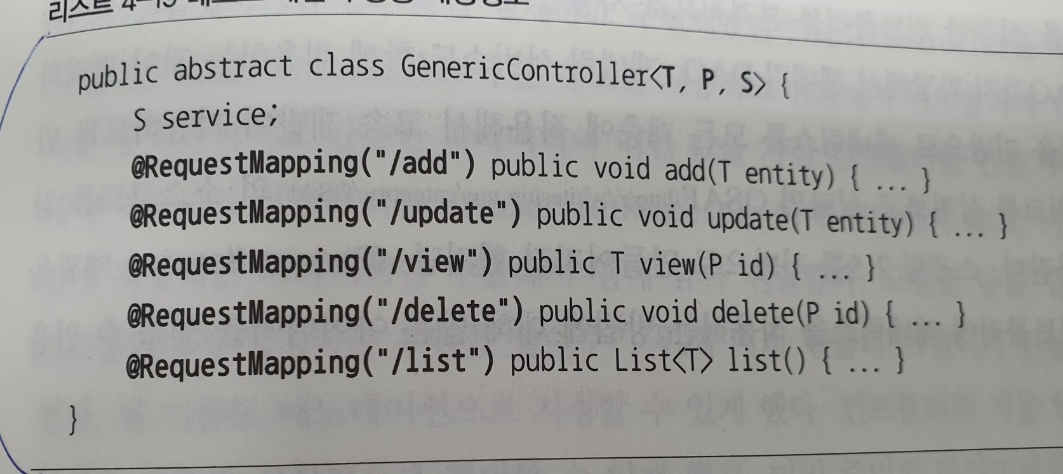 리스트 4-15
public abstract class GenericController<T, P, S> {
S service;
@RequestMapping("/add") public void add(T entity) { ... }
@RequestMapping("/update") public void update(T entity) { ... }
@RequestMapping("/view") public T view(P id) { ... }
@RequestMapping("/delete") public void delete(P id) { ... }
@RequestMapping("/list") public List<T> list() { ... }
}